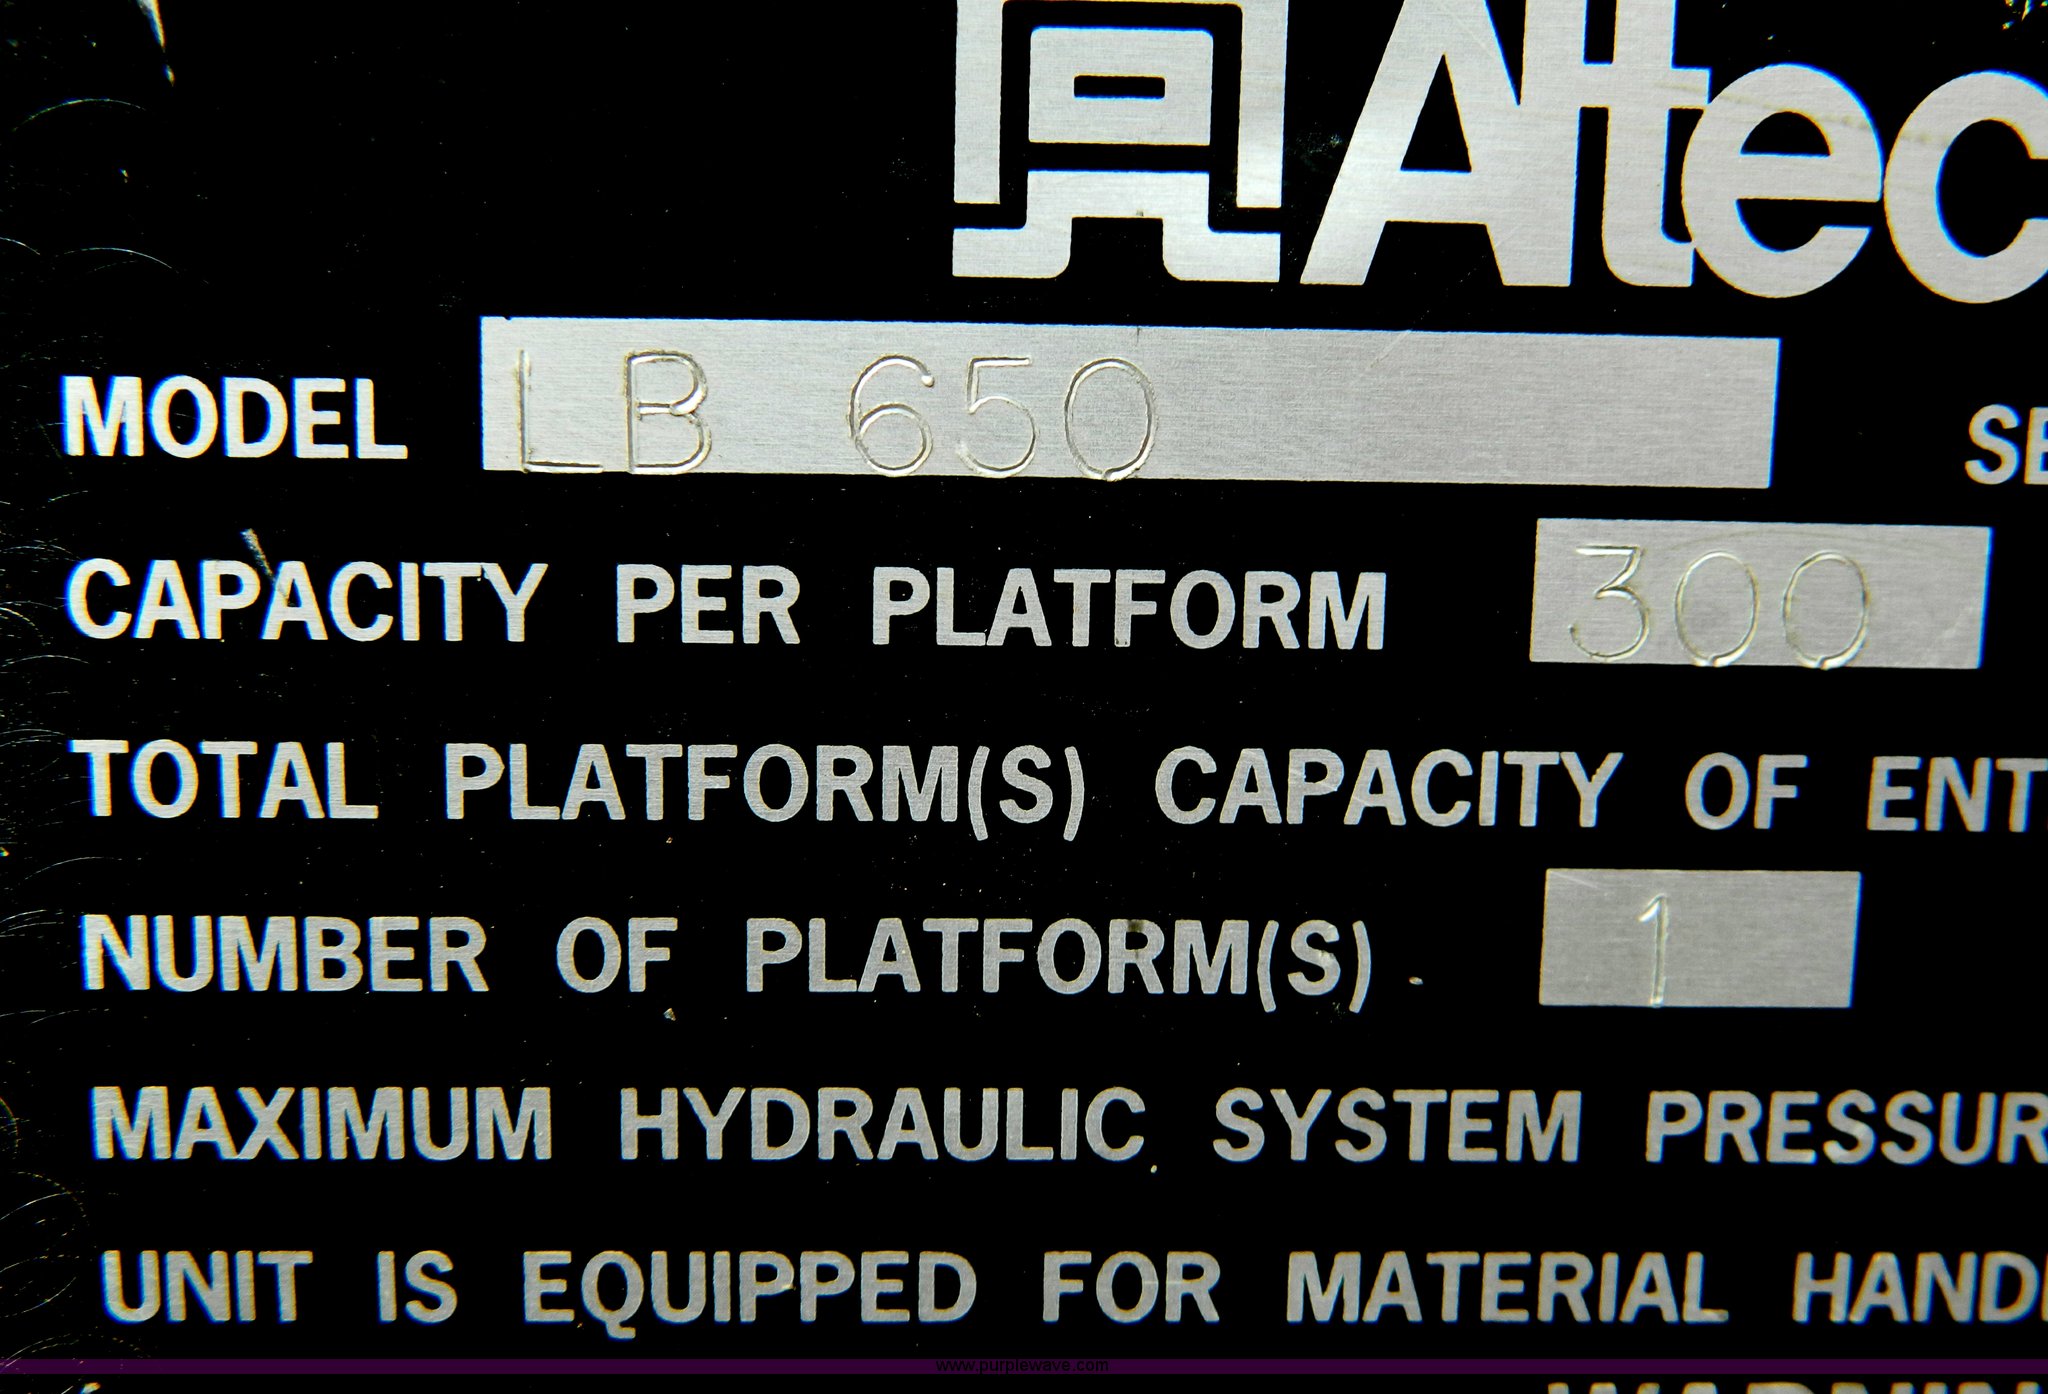 Altec
MODEL LB 650 SE
CAPACITY PER PLATFORM 300
TOTAL PLATFORM(S) CAPACITY OF ENT
NUMBER OF PLATFORM(S) 1
MAXIMUM HYDRAULIC SYSTEM PRESSUR
UNIT IS EQUIPPED FOR MATERIAL HAND
www.purplewave.com